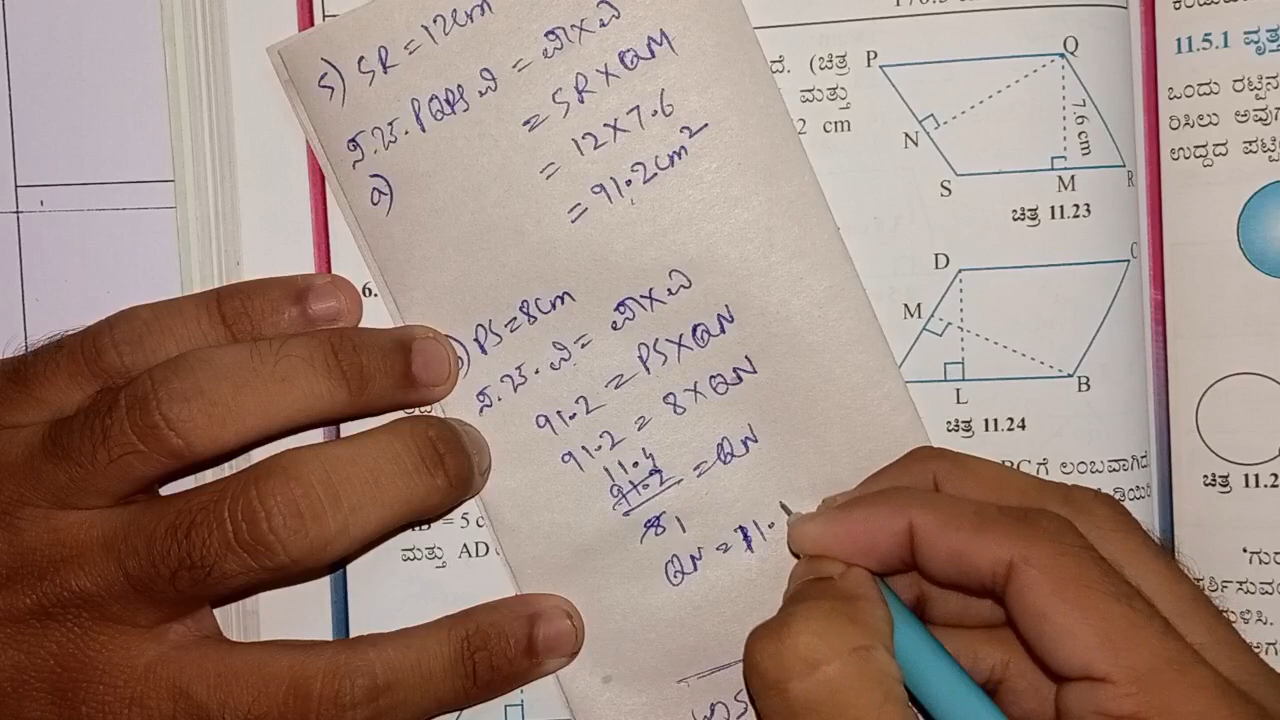 5) SR = 12cm
ಸ.ಚ. PQRS ವಿ = ಪಾ×ಎ
= SR × QM
= 12 × 7.6
a)
= 91.2cm²
6.
) PS = 8cm
ಸ.ಚ. ವಿ = ಪಾ×ಎ
91.2 = PS × QN
91.2 = 8 × QN
11.4
91.2 = QN
8 1
QN = 11.
ದೆ. (ಚಿತ್ರ
ಮತ್ತು
2 cm
P Q
N
7.6 cm
S M R
ಚಿತ್ರ 11.23
D C
M
L B
ಚಿತ್ರ 11.24
BCಗೆ ಲಂಬವಾಗಿದೆ
= 5 c
ಮತ್ತು AD
11.5.1 ವೃತ್ತ
ಒಂದು ರಟ್ಟಿನ
ರಿಸಿಲು ಅವುಗ
ಉದ್ದದ ಪಟ್ಟಿ
ಚಿತ್ರ 11.2